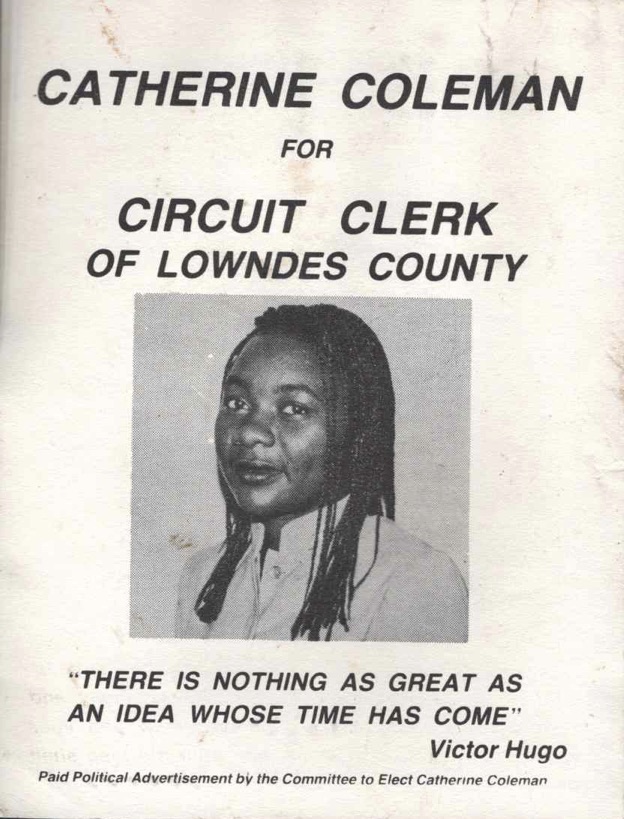 CATHERINE COLEMAN
FOR
CIRCUIT CLERK
OF LOWNDES COUNTY
“THERE IS NOTHING AS GREAT AS
AN IDEA WHOSE TIME HAS COME”
Victor Hugo
Paid Political Advertisement by the Committee to Elect Catherine Coleman